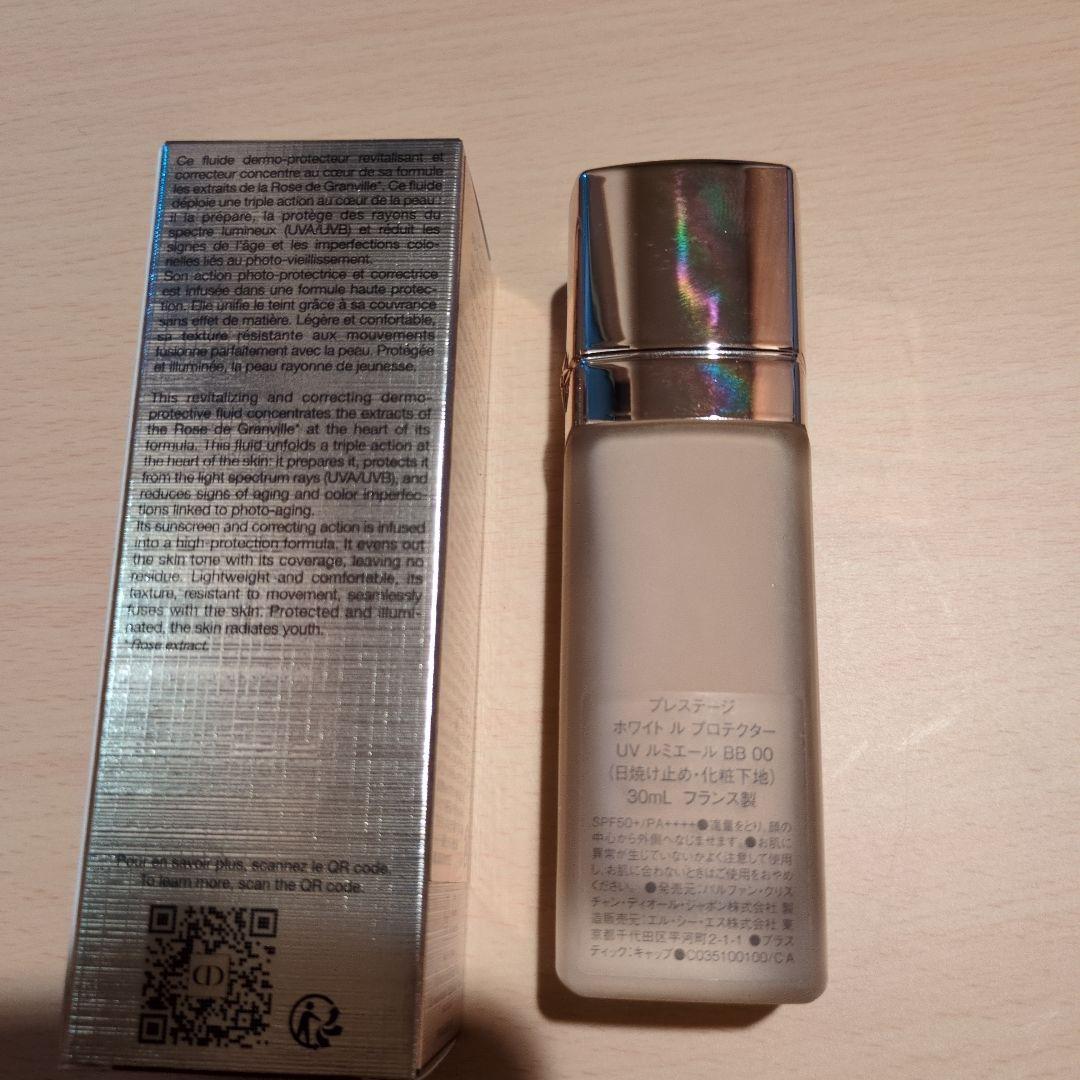 Ce fluide dermo-protecteur revitalisant et
correcteur concentre au cœur de sa formule
les extraits de la Rose de Granville*. Ce fluide
déploie une triple action au cœur de la peau :
il la prépare, la protège des rayons du
spectre lumineux (UVA/UVB) et réduit les
signes de l'âge et les imperfections colo-
rielles liés au photo-vieillissement.
Son action photo-protectrice et correctrice
est infusée dans une formule haute protec-
tion. Elle unifie le teint grâce à sa couvrance
sans effet de matière. Légère et confortable,
sa texture résistante aux mouvements
fusionne parfaitement avec la peau. Protégée
et illuminée, la peau rayonne de jeunesse.
This revitalizing and correcting dermo-
protective fluid concentrates the extracts of
the Rose de Granville* at the heart of its
formula. This fluid unfolds a triple action at
the heart of the skin: it prepares it, protects it
from the light spectrum rays (UVA/UVB), and
reduces signs of aging and color imperfec-
tions linked to photo-aging.
Its sunscreen and correcting action is infused
into a high-protection formula. It evens out
the skin tone with its coverage, leaving no
residue. Lightweight and comfortable, its
texture, resistant to movement, seamlessly
fuses with the skin. Protected and illumi-
nated, the skin radiates youth.
*Rose extract.
Pour en savoir plus, scannez le QR code.
To learn more, scan the QR code.
プレステージ
ホワイト ル プロテクター
UV ルミエール BB 00
(日焼け止め・化粧下地)
30mL フランス製
SPF50+/PA++++●適量をとり、顔の
中心から外側へなじませます。●お肌に
異常が生じていないかよく注意して使用
し、お肌に合わないときはご使用をおやめ
ください。●発売元:パルファン・クリス
チャン・ディオール・ジャポン株式会社 製
造販売元:エル・シー・エス株式会社 東
京都千代田区平河町2-1-1 ●プラス
ティック:キャップ●C035100100/CA